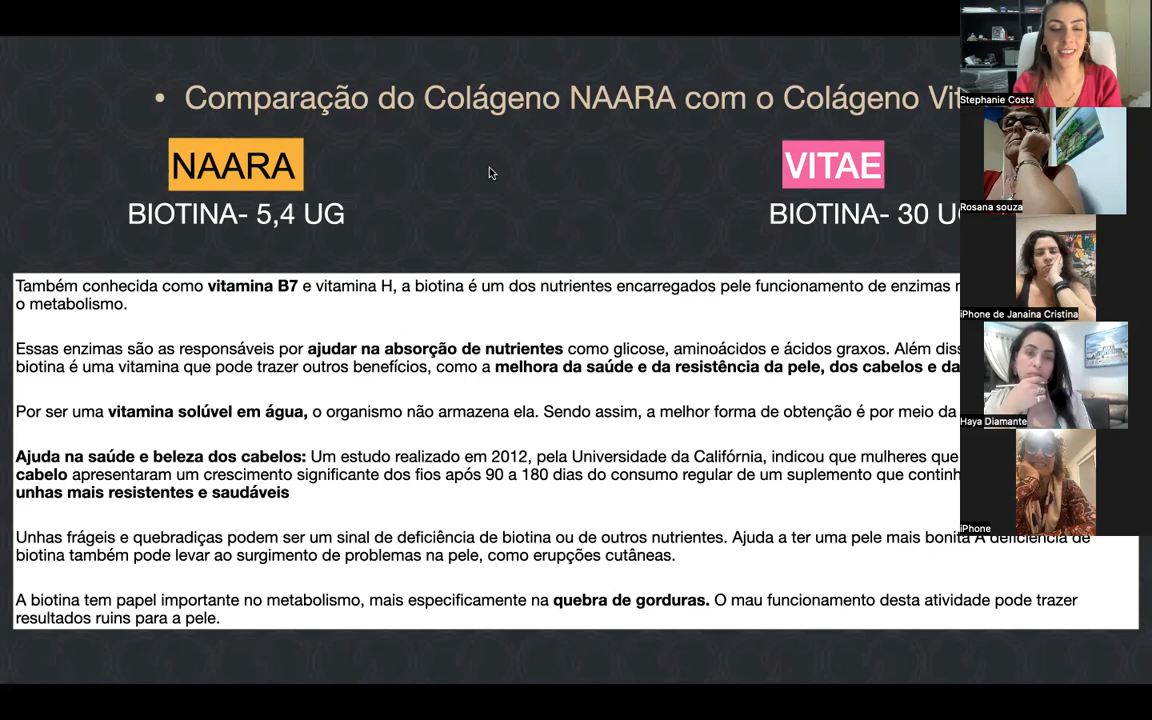 • Comparação do Colágeno NAARA com o Colágeno
NAARA
VITAE
BIOTINA- 5,4 UG
BIOTINA- 30
Também conhecida como vitamina B7 e vitamina H, a biotina é um dos nutrientes encarregados pele funcionamento de enzimas
o metabolismo.
Essas enzimas são as responsáveis por ajudar na absorção de nutrientes como glicose, aminoácidos e ácidos graxos. Além
biotina é uma vitamina que pode trazer outros benefícios, como a melhora da saúde e da resistência da pele, dos cabelos e
Por ser uma vitamina solúvel em água, o organismo não armazena ela. Sendo assim, a melhor forma de obtenção é por meio da
Ajuda na saúde e beleza dos cabelos: Um estudo realizado em 2012, pela Universidade da Califórnia, indicou que mulheres que
cabelo apresentaram um crescimento significante dos fios após 90 a 180 dias do consumo regular de um suplemento que
unhas mais resistentes e saudáveis
Unhas frágeis e quebradiças podem ser um sinal de deficiência de biotina ou de outros nutrientes. Ajuda a ter uma pele mais bonita A deficiência de
biotina também pode levar ao surgimento de problemas na pele, como erupções cutâneas.
A biotina tem papel importante no metabolismo, mais especificamente na quebra de gorduras. O mau funcionamento desta atividade pode trazer
resultados ruins para a pele.
Stephanie Costa
Rosana souza
iPhone de Janaina Cristina
Haya Diamante
iPhone